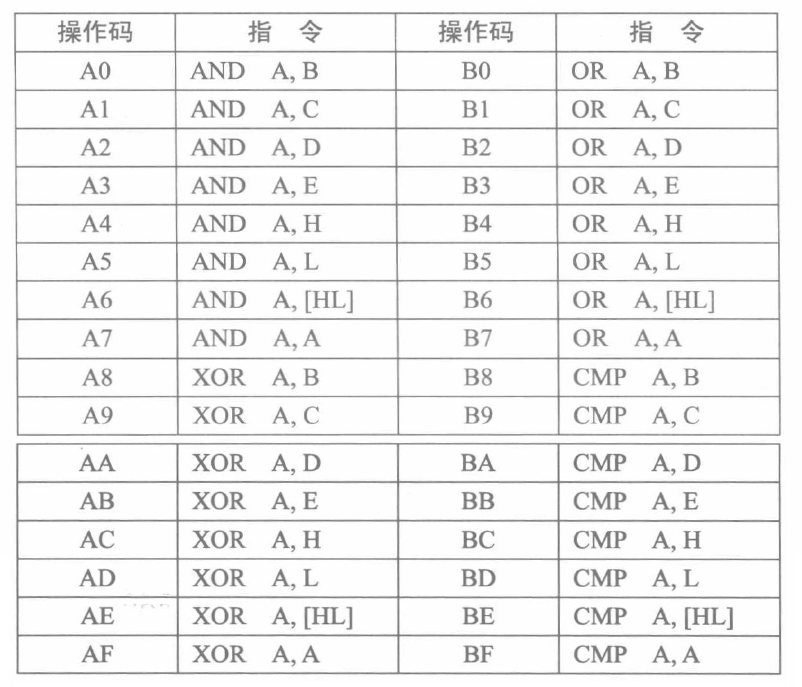 操作码 指 令 操作码 指 令
A0 AND A, B B0 OR A, B
A1 AND A, C B1 OR A, C
A2 AND A, D B2 OR A, D
A3 AND A, E B3 OR A, E
A4 AND A, H B4 OR A, H
A5 AND A, L B5 OR A, L
A6 AND A, [HL] B6 OR A, [HL]
A7 AND A, A B7 OR A, A
A8 XOR A, B B8 CMP A, B
A9 XOR A, C B9 CMP A, C
AA XOR A, D BA CMP A, D
AB XOR A, E BB CMP A, E
AC XOR A, H BC CMP A, H
AD XOR A, L BD CMP A, L
AE XOR A, [HL] BE CMP A, [HL]
AF XOR A, A BF CMP A, A